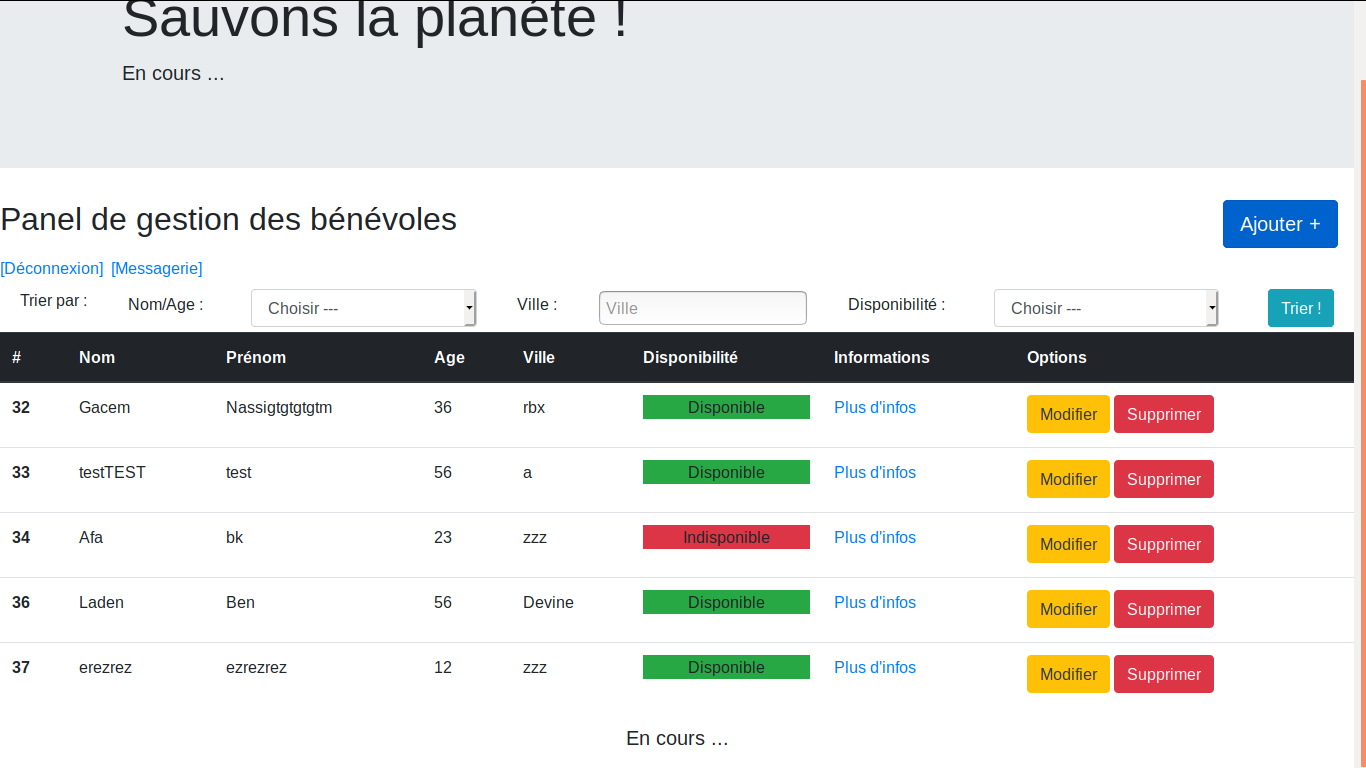 Sauvons la planète !
En cours ...
Panel de gestion des bénévoles
Ajouter +
[Déconnexion] [Messagerie]
Trier par : Nom/Age : Choisir --- Ville : Ville Disponibilité : Choisir --- Trier !
# Nom Prénom Age Ville Disponibilité Informations Options
32 Gacem Nassigtgtgtgtm 36 rbx Disponible Plus d'infos Modifier Supprimer
33 testTEST test 56 a Disponible Plus d'infos Modifier Supprimer
34 Afa bk 23 zzz Indisponible Plus d'infos Modifier Supprimer
36 Laden Ben 56 Devine Disponible Plus d'infos Modifier Supprimer
37 erezrez ezrezrez 12 zzz Disponible Plus d'infos Modifier Supprimer
En cours ...